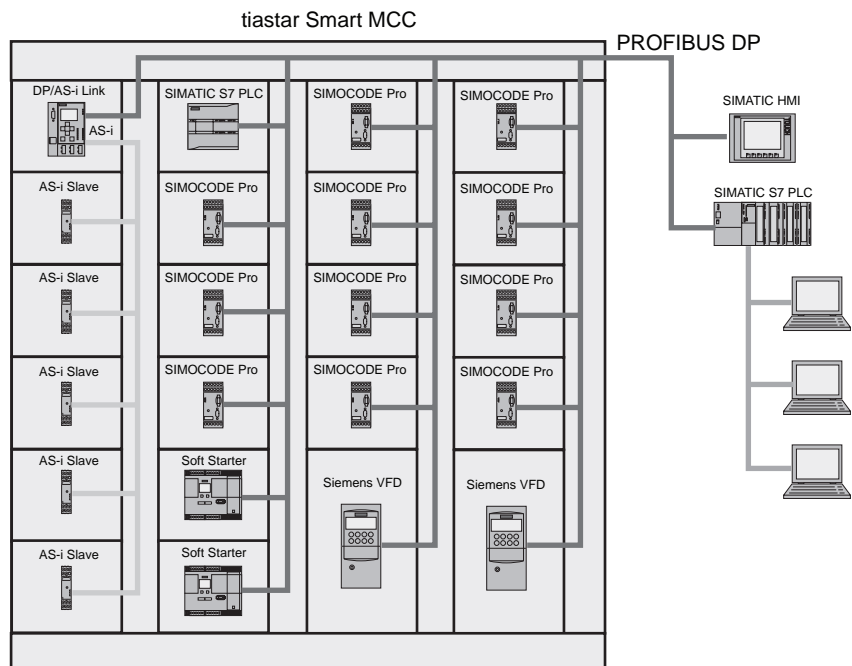 tiastar Smart MCC
PROFIBUS DP
DP/AS-i Link
SIMATIC S7 PLC
SIMOCODE Pro
SIMOCODE Pro
AS-i
SIMATIC HMI
TOUCH
AS-i Slave
SIMOCODE Pro
SIMOCODE Pro
SIMOCODE Pro
SIMATIC S7 PLC
AS-i Slave
SIMOCODE Pro
SIMOCODE Pro
SIMOCODE Pro
AS-i Slave
SIMOCODE Pro
SIMOCODE Pro
SIMOCODE Pro
AS-i Slave
Soft Starter
Siemens VFD
Siemens VFD
AS-i Slave
Soft Starter